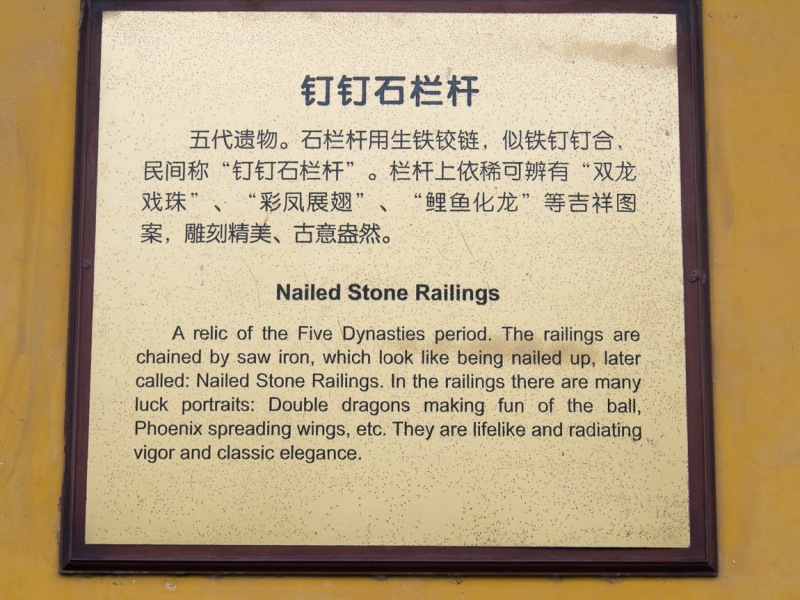 钉钉石栏杆
五代遗物。石栏杆用生铁铰链，似铁钉钉合，
民间称“钉钉石栏杆”。栏杆上依稀可辨有“双龙
戏珠”、“彩凤展翅”、“鲤鱼化龙”等吉祥图
案，雕刻精美、古意盎然。
Nailed Stone Railings
A relic of the Five Dynasties period. The railings are
chained by saw iron, which look like being nailed up, later
called: Nailed Stone Railings. In the railings there are many
luck portraits: Double dragons making fun of the ball,
Phoenix spreading wings, etc. They are lifelike and radiating
vigor and classic elegance.